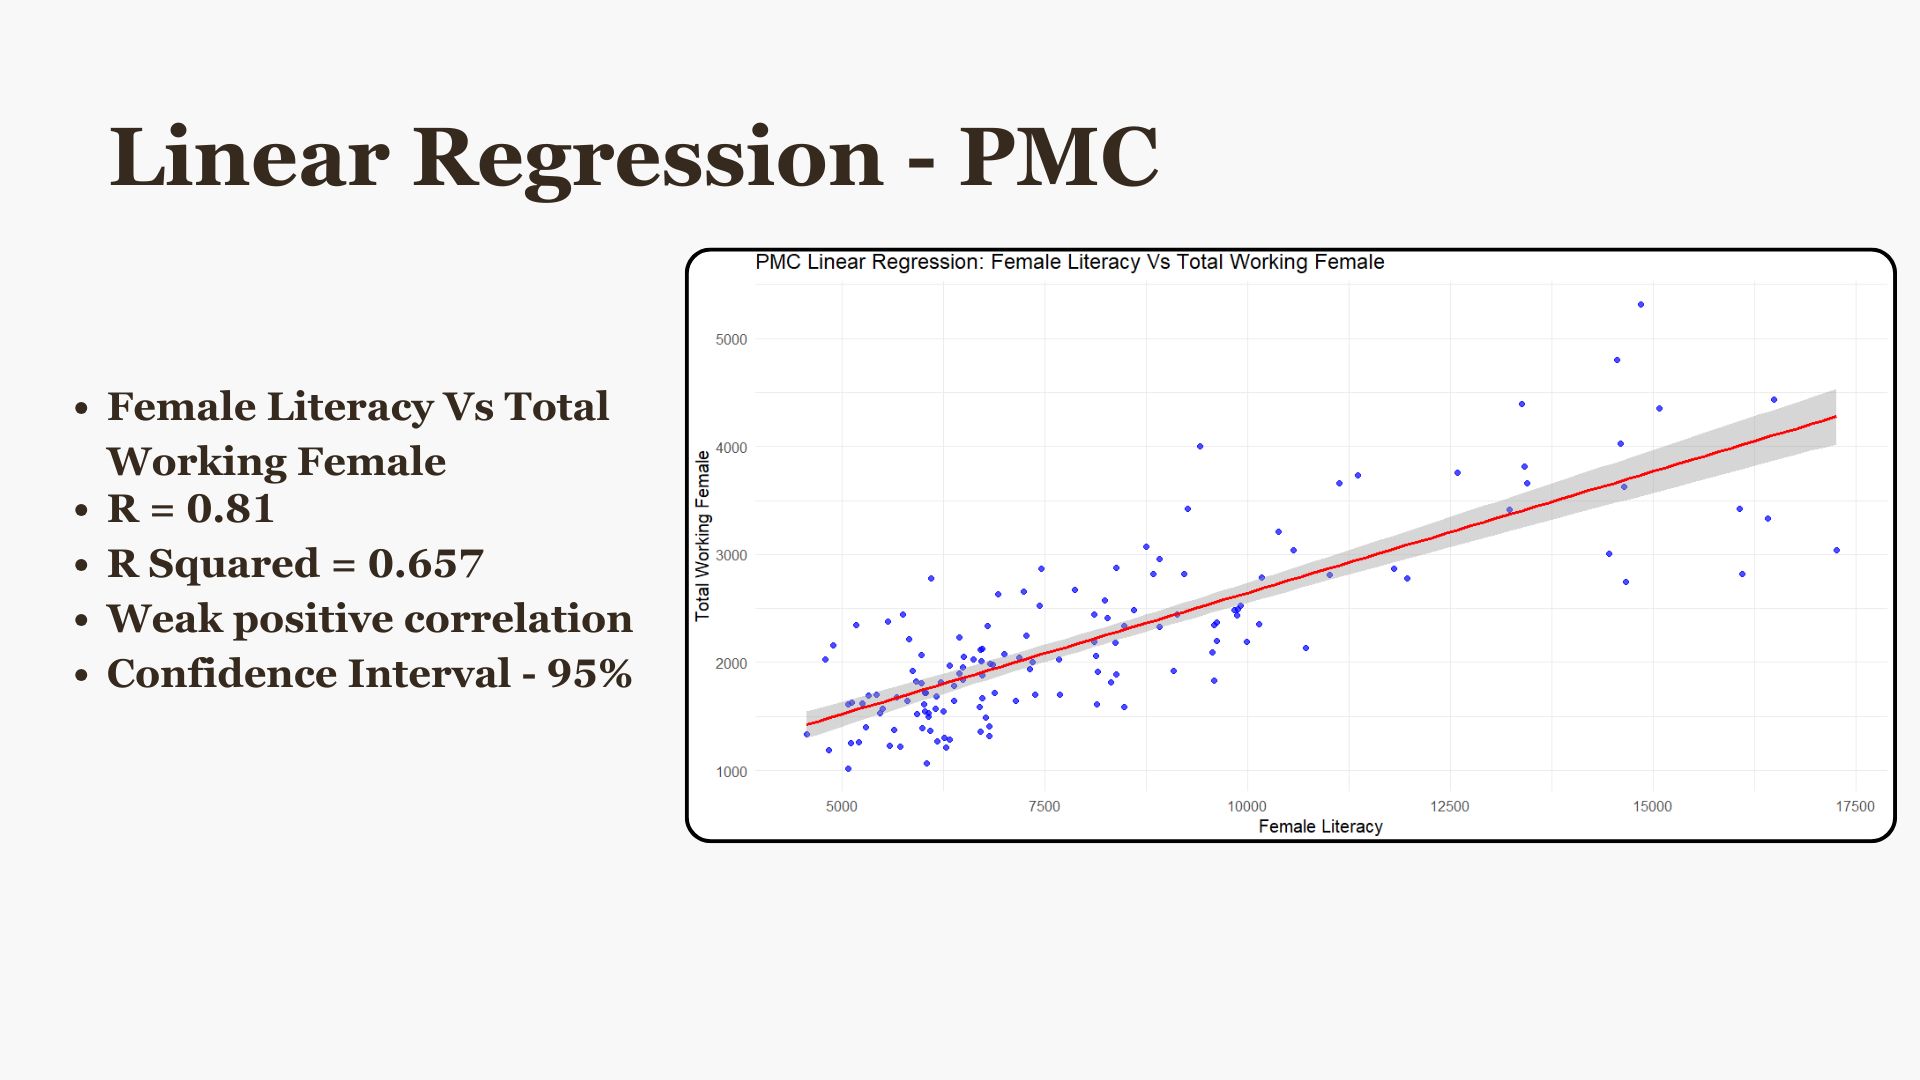 Linear Regression - PMC
• Female Literacy Vs Total
Working Female
• R = 0.81
• R Squared = 0.657
• Weak positive correlation
• Confidence Interval - 95%
PMC Linear Regression: Female Literacy Vs Total Working Female
Total Working Female
5000
4000
3000
2000
1000
5000 7500 10000 12500 15000 17500
Female Literacy